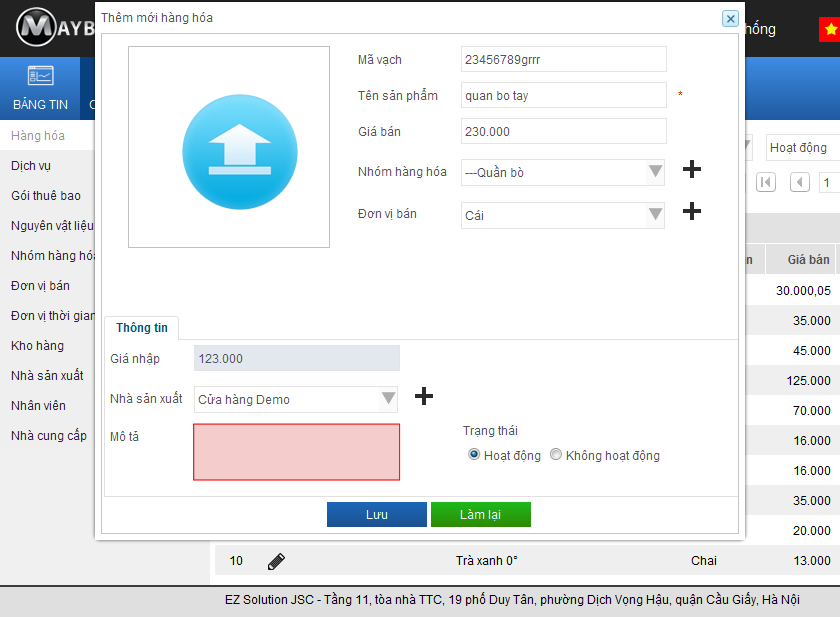 Thêm mới hàng hóa
MAYB
hống
BẢNG TIN
Hàng hóa
Dịch vụ
Gói thuê bao
Nguyên vật liệu
Nhóm hàng hóa
Đơn vị bán
Đơn vị thời gian
Kho hàng
Nhà sản xuất
Nhân viên
Nhà cung cấp
Mã vạch 23456789grrr
Tên sản phẩm quan bo tay *
Giá bán 230.000
Nhóm hàng hóa ---Quần bò
Đơn vị bán Cái
Thông tin
Giá nhập 123.000
Nhà sản xuất Cửa hàng Demo
Mô tả
Trạng thái
Hoạt động Không hoạt động
Lưu Làm lại
Hoạt động
1
n Giá bán
30.000,05
35.000
45.000
125.000
70.000
16.000
16.000
35.000
20.000
10 Trà xanh 0° Chai 13.000
EZ Solution JSC - Tầng 11, tòa nhà TTC, 19 phố Duy Tân, phường Dịch Vọng Hậu, quận Cầu Giấy, Hà Nội